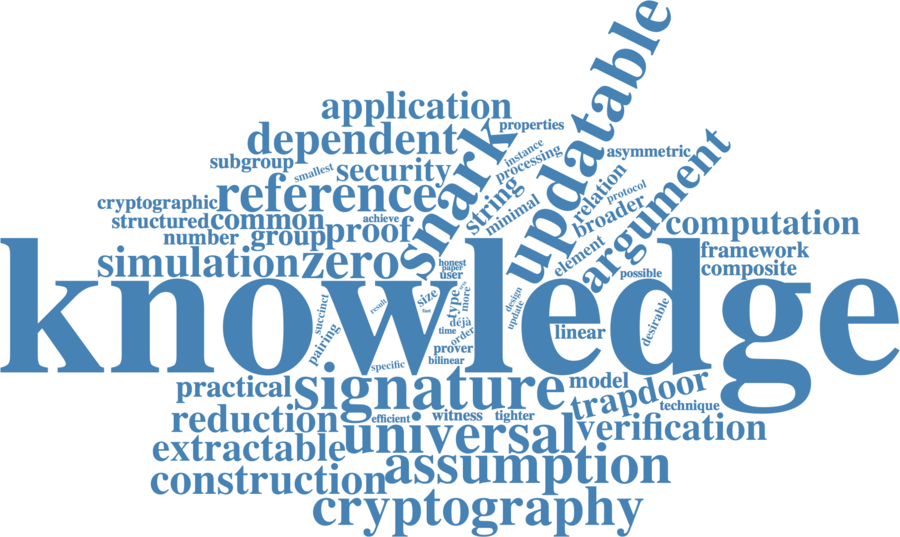 updatable
application
properties
dependent
snark
instance
processing
asymmetric
subgroup
smallest
security
string
relation
argument
cryptographic
reference
minimal
protocol
structured
common
achieve
broader
computation
number
group
proof
element
framework
simulation
zero
honest
paper
user
possible
composite
knowledge
succinct
pairing
result
size
type
more
design
update
déjà
time
order
linear
desirable
prover
bilinear
specific
practical
signature
model
trapdoor
technique
reduction
efficient
witness
tighter
universal
verification
extractable
assumption
construction
cryptography